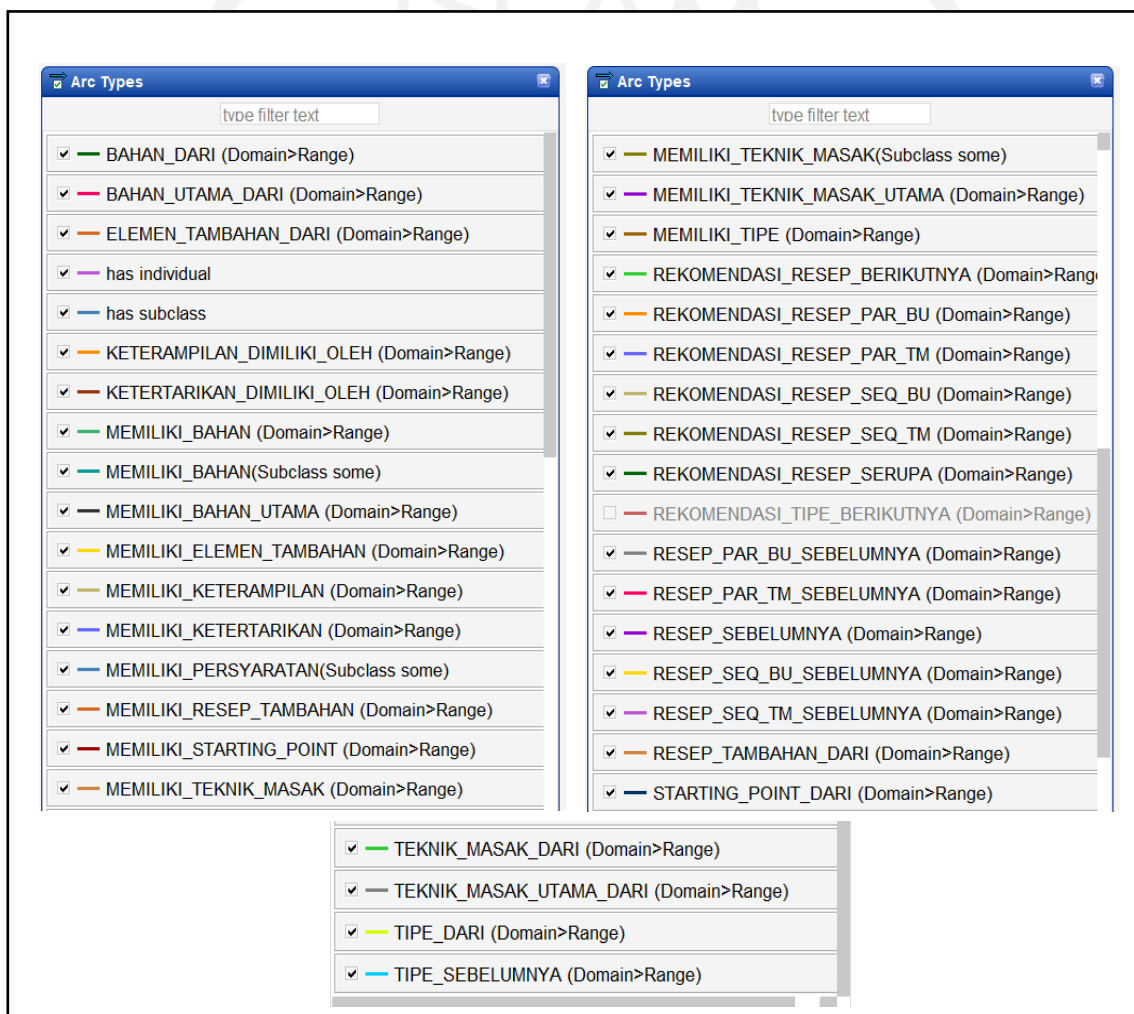 Arc Types
type filter text
BAHAN_DARI (Domain>Range)
BAHAN_UTAMA_DARI (Domain>Range)
ELEMEN_TAMBAHAN_DARI (Domain>Range)
has individual
has subclass
KETERAMPILAN_DIMILIKI_OLEH (Domain>Range)
KETERTARIKAN_DIMILIKI_OLEH (Domain>Range)
MEMILIKI_BAHAN (Domain>Range)
MEMILIKI_BAHAN(Subclass some)
MEMILIKI_BAHAN_UTAMA (Domain>Range)
MEMILIKI_ELEMEN_TAMBAHAN (Domain>Range)
MEMILIKI_KETERAMPILAN (Domain>Range)
MEMILIKI_KETERTARIKAN (Domain>Range)
MEMILIKI_PERSYARATAN(Subclass some)
MEMILIKI_RESEP_TAMBAHAN (Domain>Range)
MEMILIKI_STARTING_POINT (Domain>Range)
MEMILIKI_TEKNIK_MASAK (Domain>Range)
Arc Types
type filter text
MEMILIKI_TEKNIK_MASAK(Subclass some)
MEMILIKI_TEKNIK_MASAK_UTAMA (Domain>Range)
MEMILIKI_TIPE (Domain>Range)
REKOMENDASI_RESEP_BERIKUTNYA (Domain>Rang
REKOMENDASI_RESEP_PAR_BU (Domain>Range)
REKOMENDASI_RESEP_PAR_TM (Domain>Range)
REKOMENDASI_RESEP_SEQ_BU (Domain>Range)
REKOMENDASI_RESEP_SEQ_TM (Domain>Range)
REKOMENDASI_RESEP_SERUPA (Domain>Range)
REKOMENDASI_TIPE_BERIKUTNYA (Domain>Range)
RESEP_PAR_BU_SEBELUMNYA (Domain>Range)
RESEP_PAR_TM_SEBELUMNYA (Domain>Range)
RESEP_SEBELUMNYA (Domain>Range)
RESEP_SEQ_BU_SEBELUMNYA (Domain>Range)
RESEP_SEQ_TM_SEBELUMNYA (Domain>Range)
RESEP_TAMBAHAN_DARI (Domain>Range)
STARTING_POINT_DARI (Domain>Range)
TEKNIK_MASAK_DARI (Domain>Range)
TEKNIK_MASAK_UTAMA_DARI (Domain>Range)
TIPE_DARI (Domain>Range)
TIPE_SEBELUMNYA (Domain>Range)